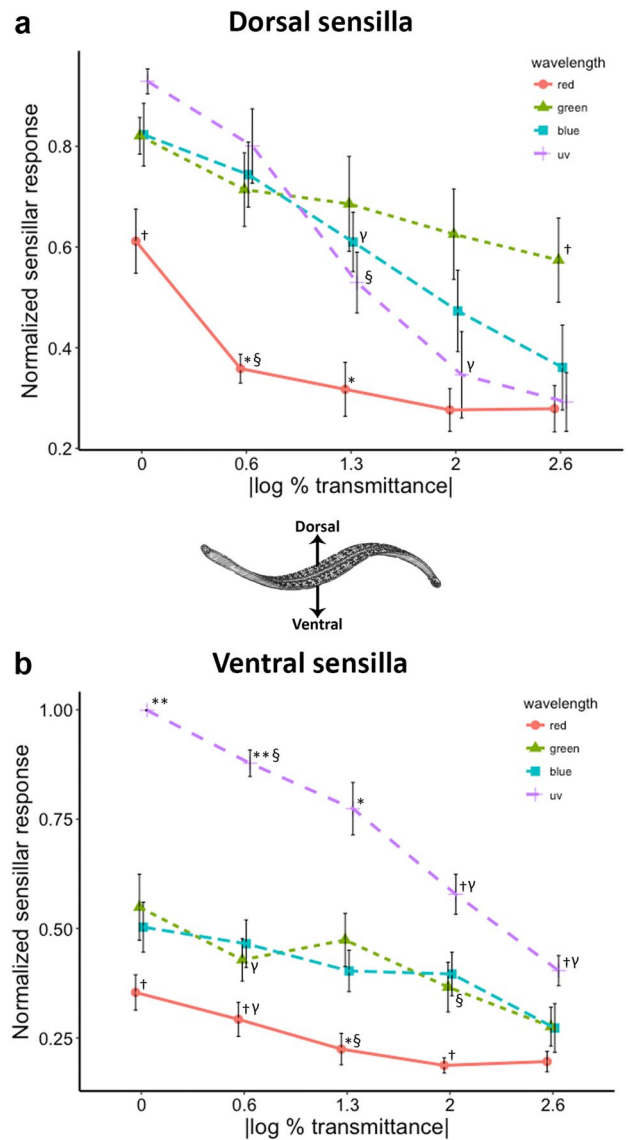 a
Dorsal sensilla
wavelength
red
green
blue
uv
Normalized sensillar response
0.8
0.6
0.4
0.2
†
*§
*
γ
§
γ
†
0 0.6 1.3 2 2.6
|log % transmittance|
Dorsal
Ventral
b
Ventral sensilla
wavelength
red
green
blue
uv
Normalized sensillar response
1.00
0.75
0.50
0.25
**
**§
*
†γ
†γ
γ
§
†
†γ
*§
†
0 0.6 1.3 2 2.6
|log % transmittance|